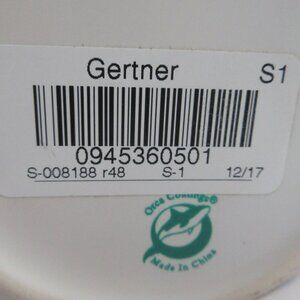 Gertner S1
0945360501
S-008188 r48 S-1 12/17
Orca Coatings®
Made In China